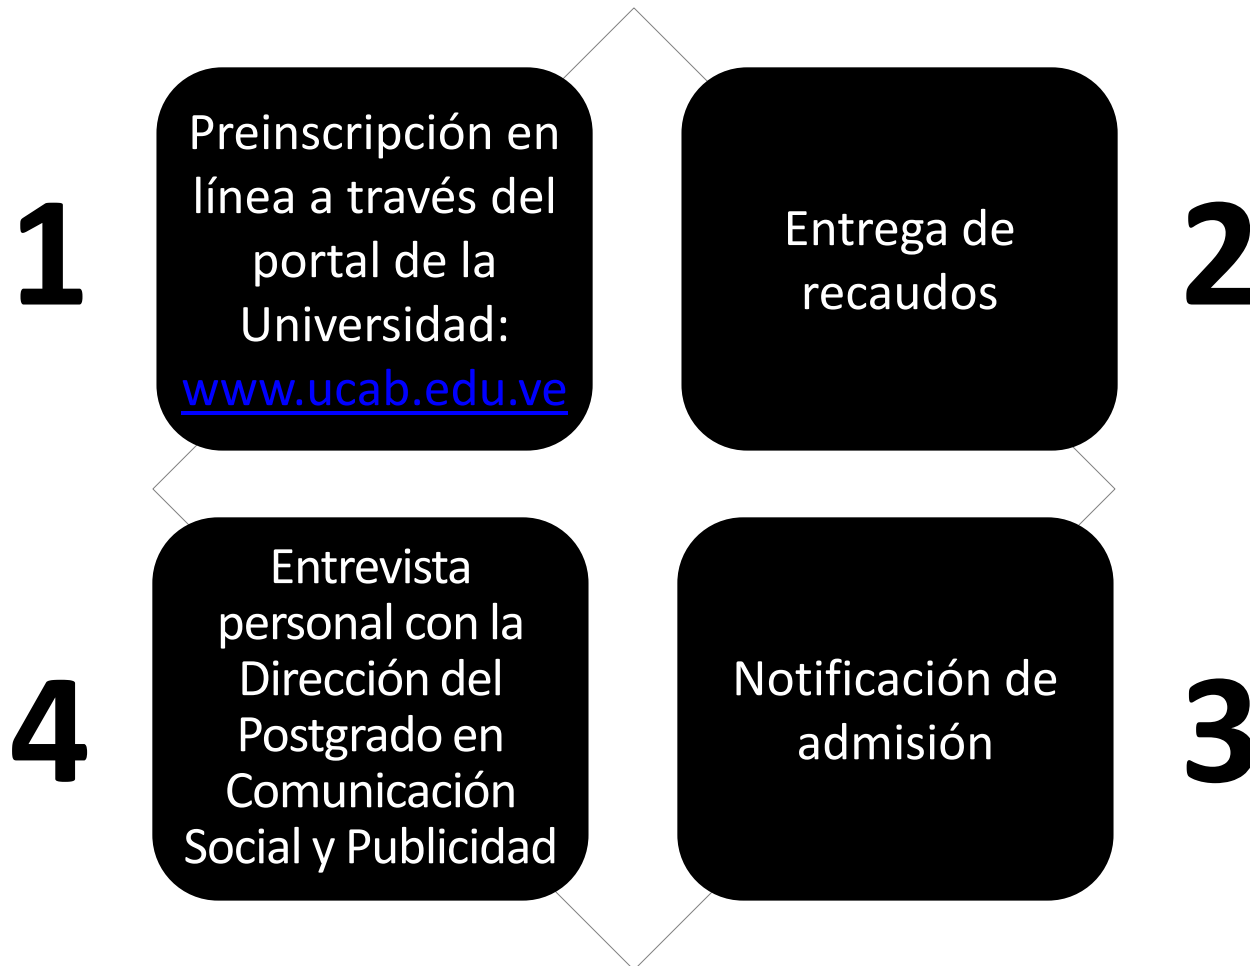 1
Preinscripción en
línea a través del
portal de la
Universidad:
www.ucab.edu.ve
Entrega de
recaudos
2
4
Entrevista
personal con la
Dirección del
Postgrado en
Comunicación
Social y Publicidad
Notificación de
admisión
3